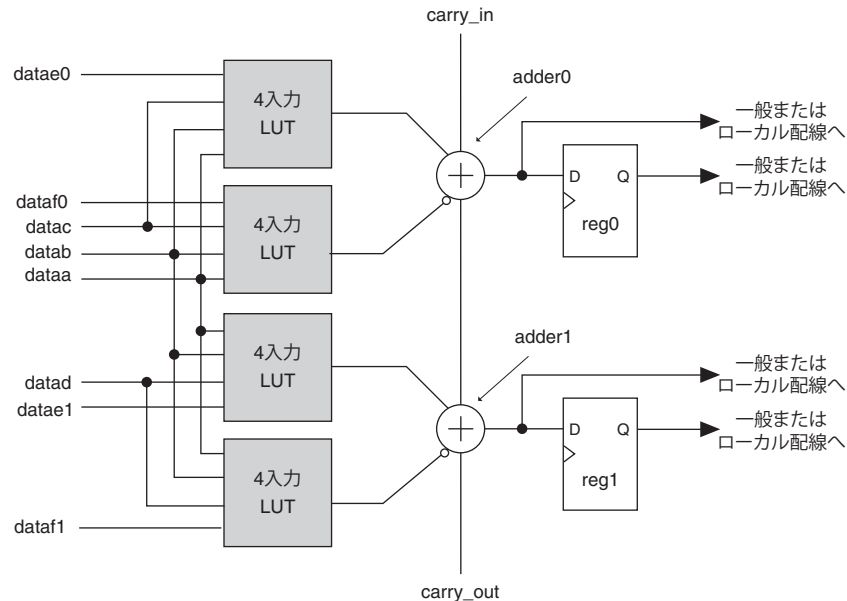 carry_in
datae0
4入力
LUT
adder0
一般または
ローカル配線へ
一般または
ローカル配線へ
D
Q
reg0
dataf0
datac
datab
dataa
4入力
LUT
4入力
LUT
adder1
一般または
ローカル配線へ
datad
datae1
一般または
ローカル配線へ
D
Q
reg1
4入力
LUT
dataf1
carry_out